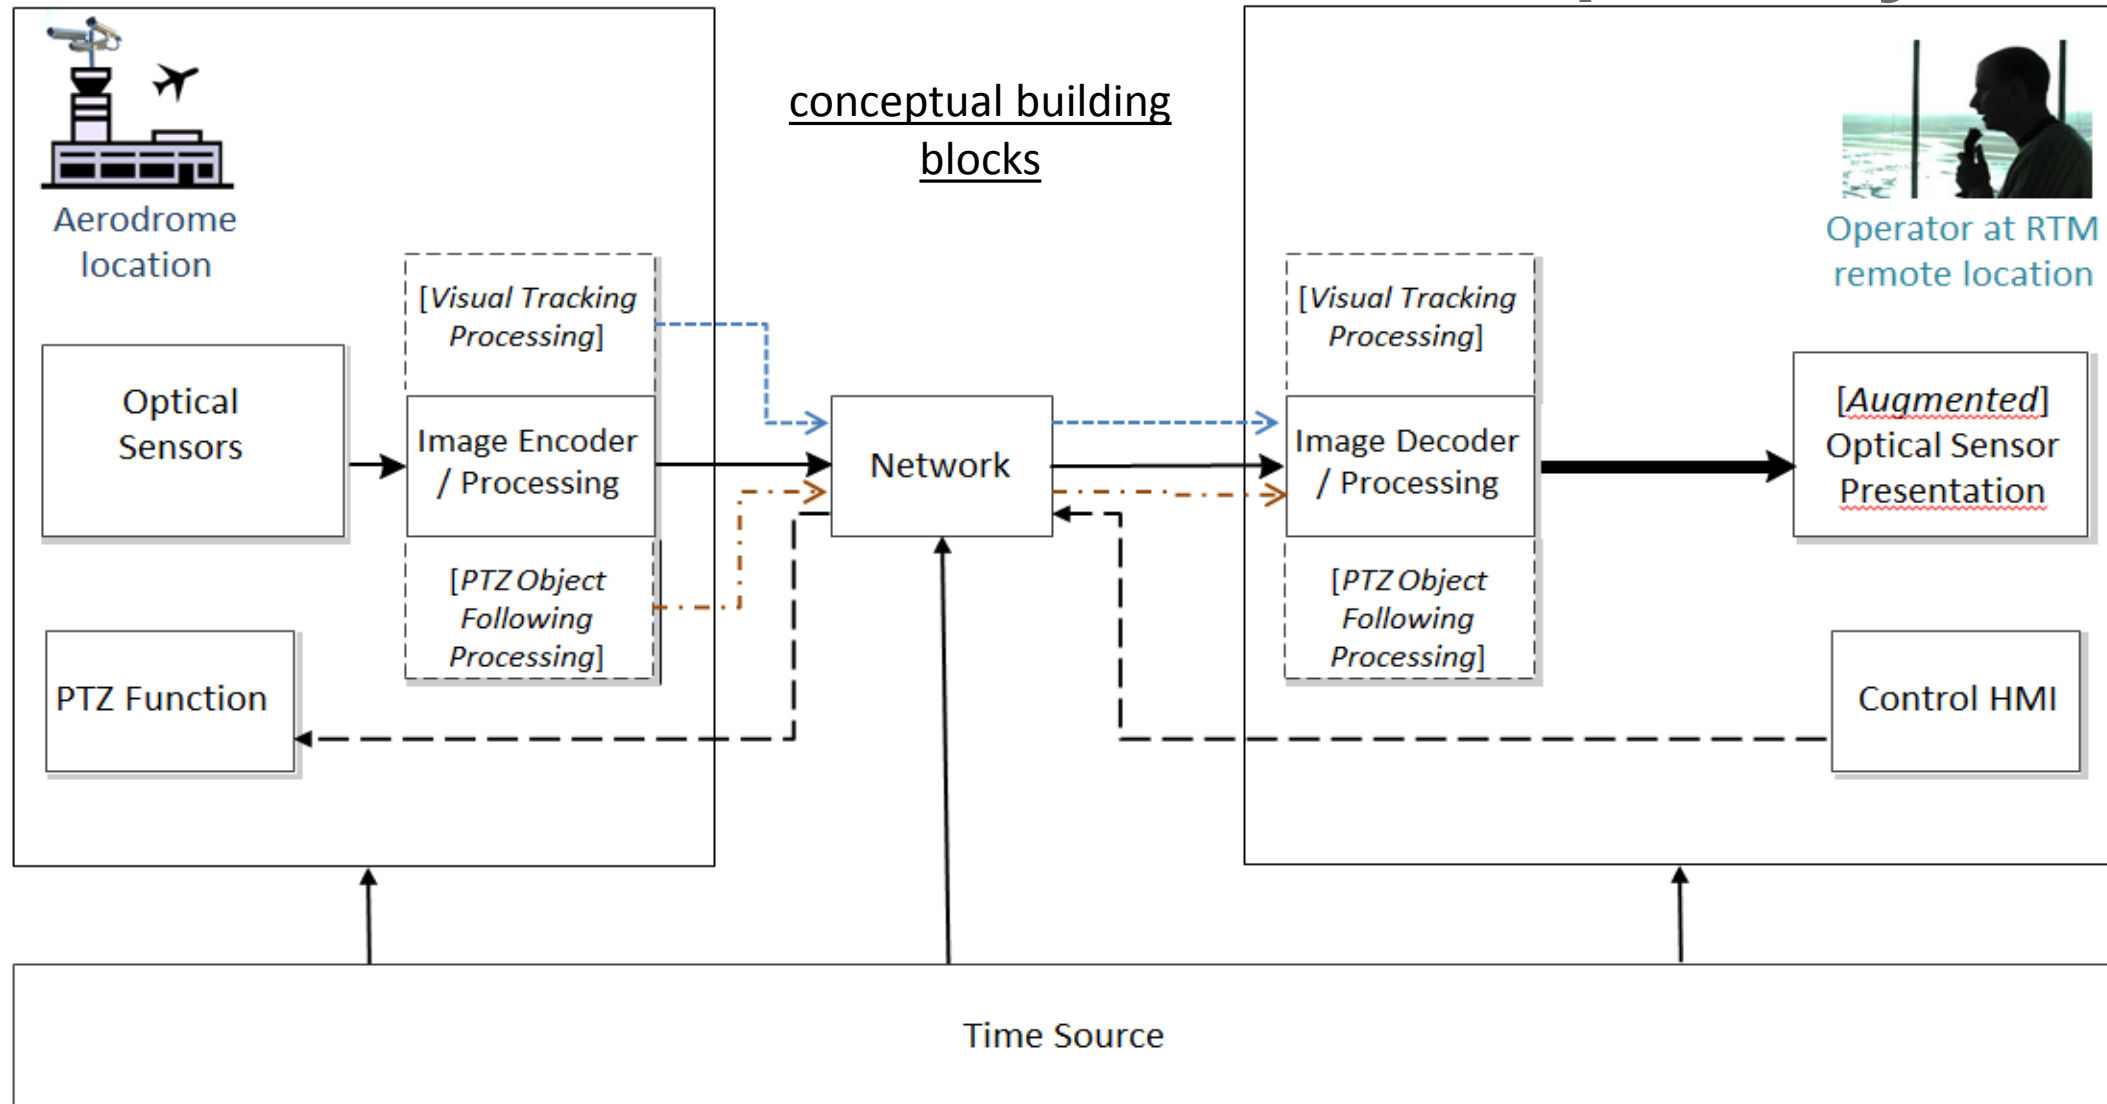 conceptual building
blocks
Aerodrome
location
Operator at RTM
remote location
[Visual Tracking
Processing]
[Visual Tracking
Processing]
Optical
Sensors
Image Encoder
/ Processing
Network
Image Decoder
/ Processing
[Augmented]
Optical Sensor
Presentation
[PTZ Object
Following
Processing]
[PTZ Object
Following
Processing]
PTZ Function
Control HMI
Time Source